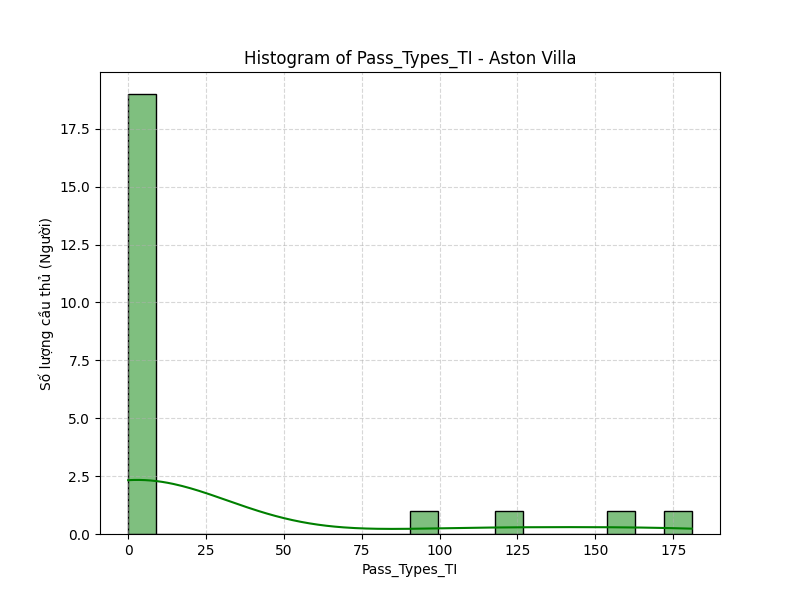 Histogram of Pass_Types_TI - Aston Villa
Số lượng cầu thủ (Người)
17.5
15.0
12.5
10.0
7.5
5.0
2.5
0.0
0 25 50 75 100 125 150 175
Pass_Types_TI